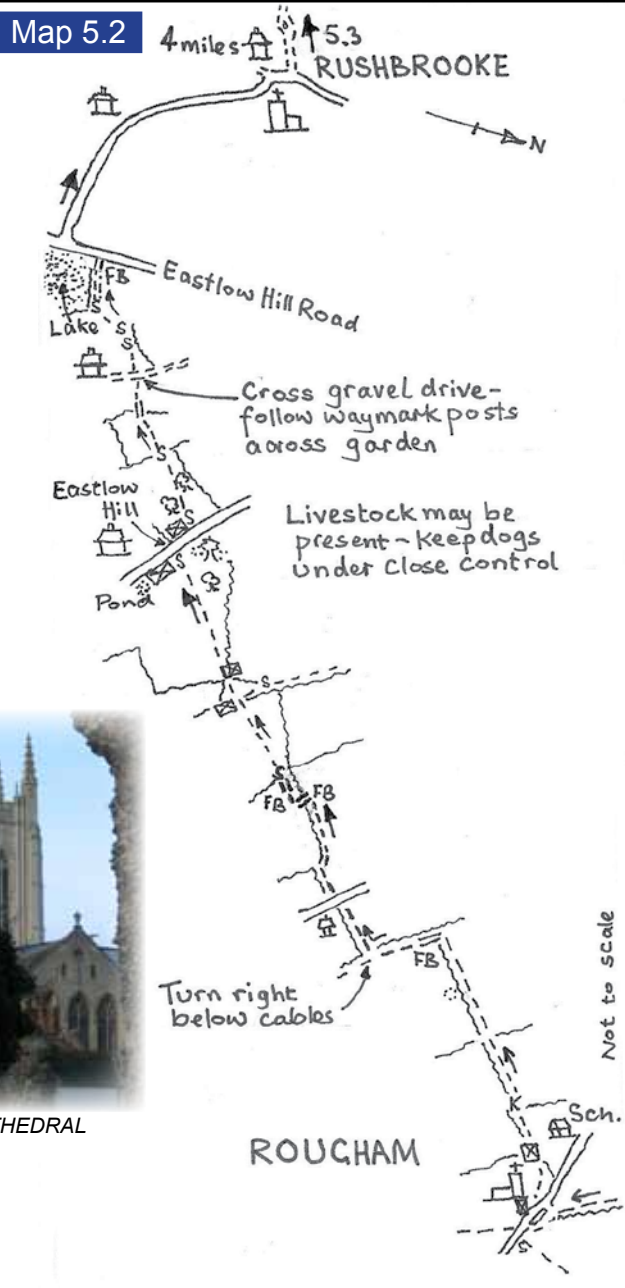 Map 5.2
4 miles
5.3
RUSHBROOKE
N
FB
Eastlow Hill Road
S
Lake
S
S
Cross gravel drive-
follow waymark posts
across garden
S
Eastlow
Hill
S
Livestock may be
present - keep dogs
under close control
S
Pond
S
S
FB
FB
FB
Turn right
below cables
Not to scale
K
Sch.
THEDRAL
ROUGHAM
S